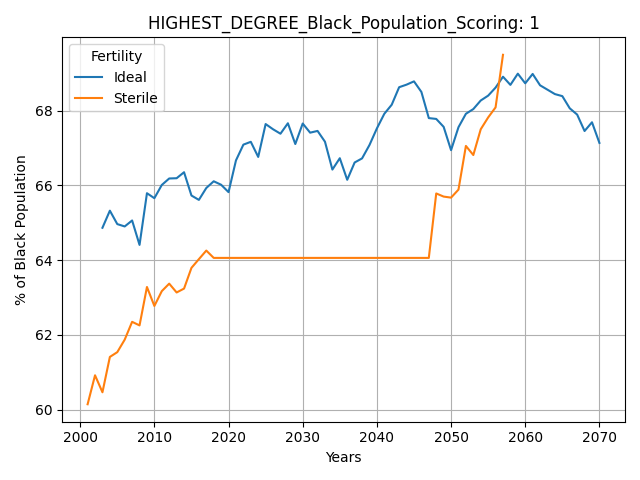 HIGHEST_DEGREE_Black_Population_Scoring: 1
Fertility
Ideal
Sterile
% of Black Population
68
66
64
62
60
2000 2010 2020 2030 2040 2050 2060 2070
Years